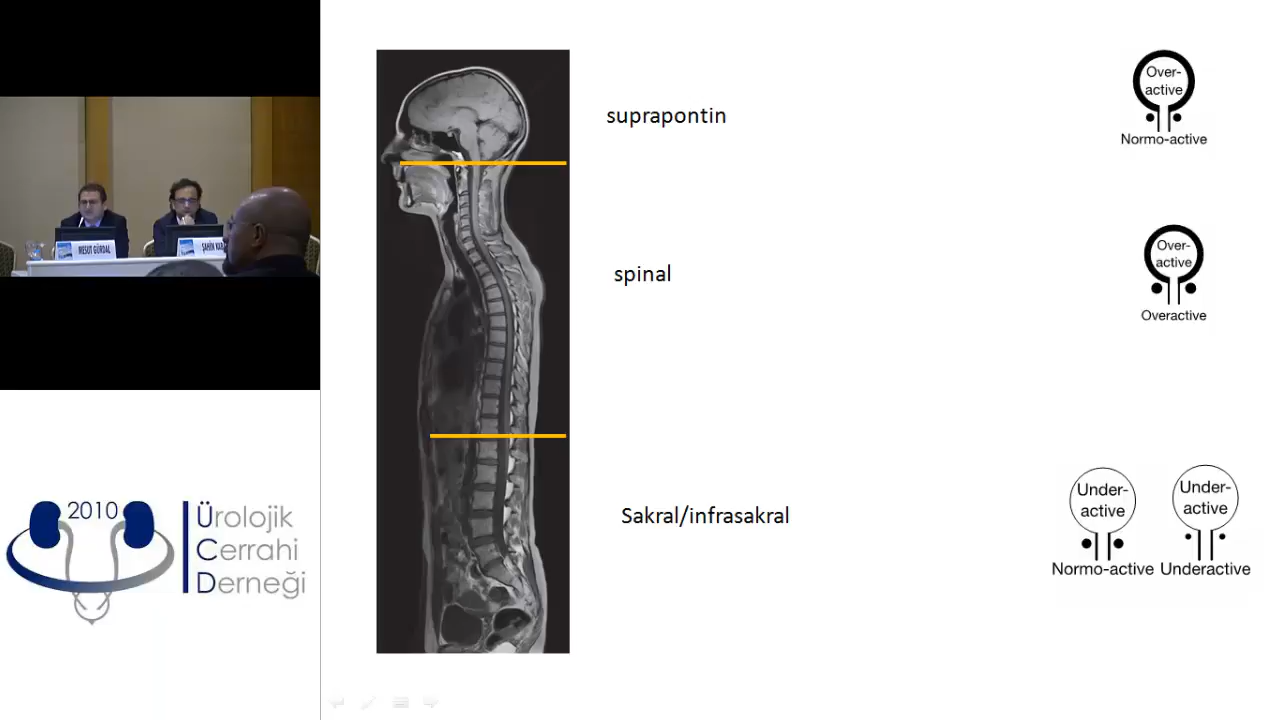 MESUT GÜRDAL
ŞAHİN
2010
Ürolojik
Cerrahi
Derneği
suprapontin
spinal
Sakral/infrasakral
Over-
active
Normo-active
Over-
active
Overactive
Under-
active
Normo-active
Under-
active
Underactive